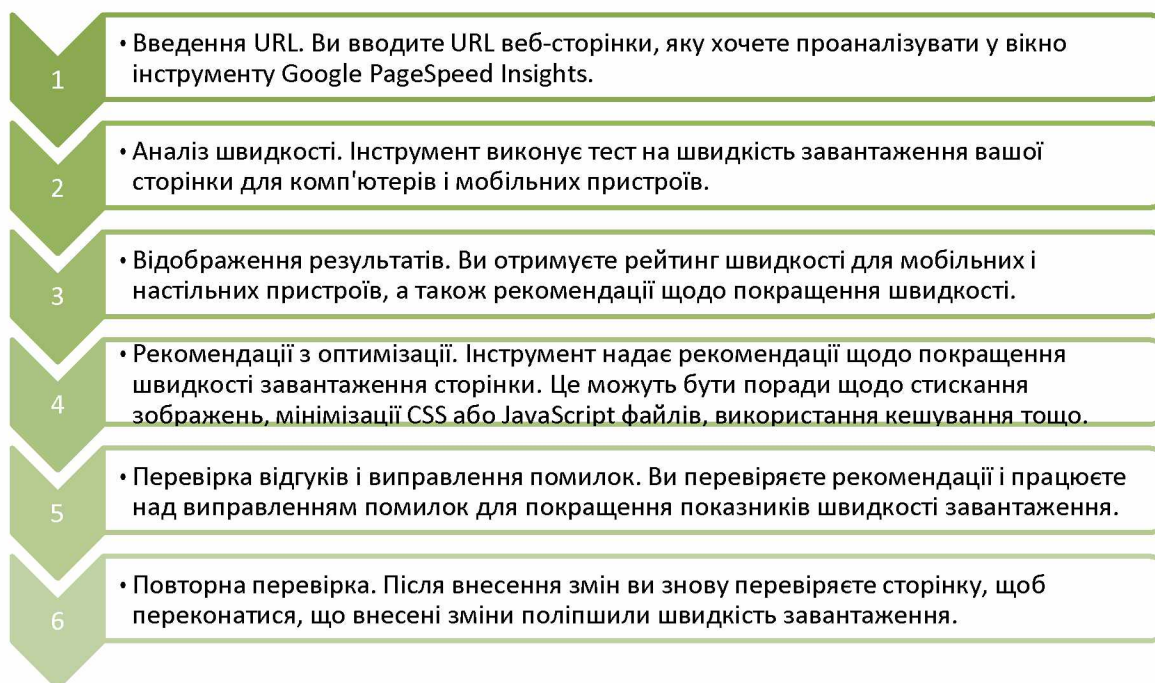 1
• Введення URL. Ви вводите URL веб-сторінки, яку хочете проаналізувати у вікно
інструменту Google PageSpeed Insights.
2
• Аналіз швидкості. Інструмент виконує тест на швидкість завантаження вашої
сторінки для комп'ютерів і мобільних пристроїв.
3
• Відображення результатів. Ви отримуєте рейтинг швидкості для мобільних і
настільних пристроїв, а також рекомендації щодо покращення швидкості.
4
• Рекомендації з оптимізації. Інструмент надає рекомендації щодо покращення
швидкості завантаження сторінки. Це можуть бути поради щодо стискання
зображень, мінімізації CSS або JavaScript файлів, використання кешування тощо.
5
• Перевірка відгуків і виправлення помилок. Ви перевіряєте рекомендації і працюєте
над виправленням помилок для покращення показників швидкості завантаження.
6
• Повторна перевірка. Після внесення змін ви знову перевіряєте сторінку, щоб
переконатися, що внесені зміни поліпшили швидкість завантаження.